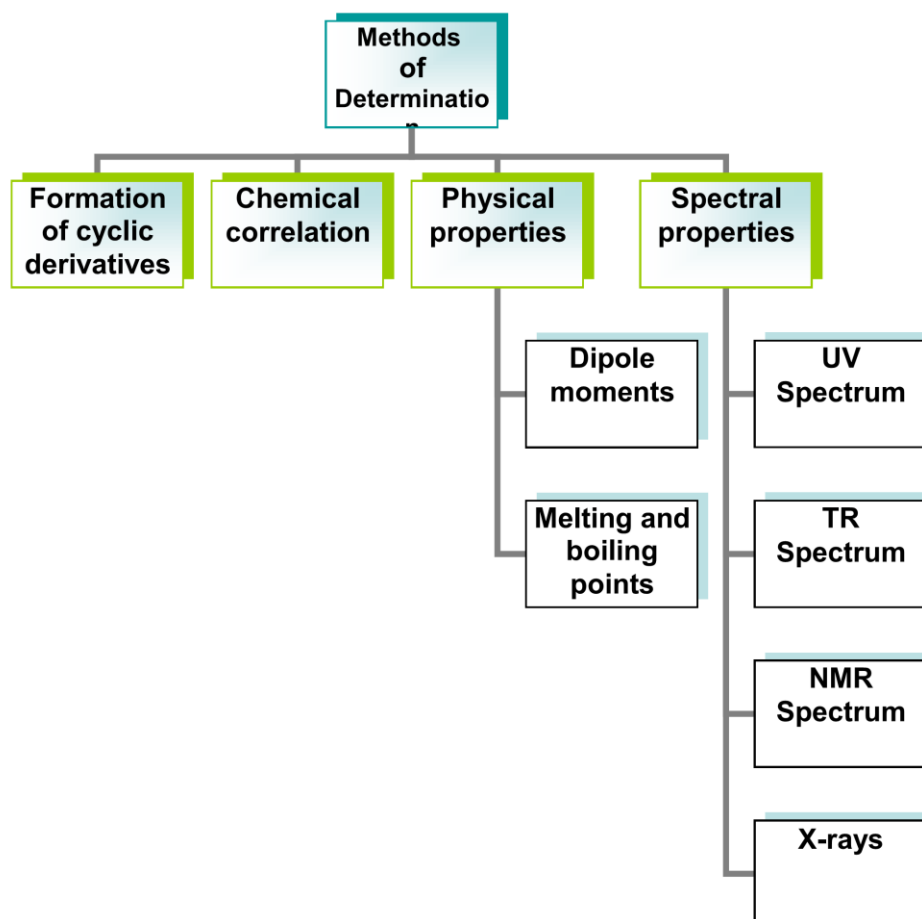 Methods
of
Determinatio
n
Formation
of cyclic
derivatives
Chemical
correlation
Physical
properties
Spectral
properties
Dipole
moments
UV
Spectrum
Melting and
boiling
points
TR
Spectrum
NMR
Spectrum
X-rays